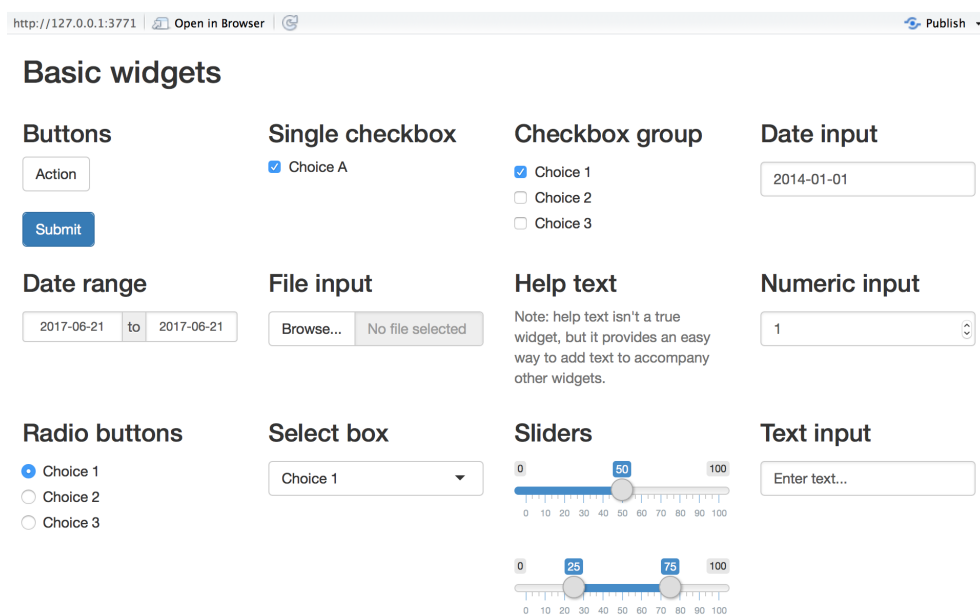 http://127.0.0.1:3771 Open in Browser Publish
Basic widgets
Buttons
Action
Submit
Single checkbox
Choice A
Checkbox group
Choice 1
Choice 2
Choice 3
Date input
2014-01-01
Date range
2017-06-21 to 2017-06-21
File input
Browse... No file selected
Help text
Note: help text isn't a true
widget, but it provides an easy
way to add text to accompany
other widgets.
Numeric input
1
Radio buttons
Choice 1
Choice 2
Choice 3
Select box
Choice 1
Sliders
0 50 100
0 10 20 30 40 50 60 70 80 90 100
0 25 75 100
0 10 20 30 40 50 60 70 80 90 100
Text input
Enter text...